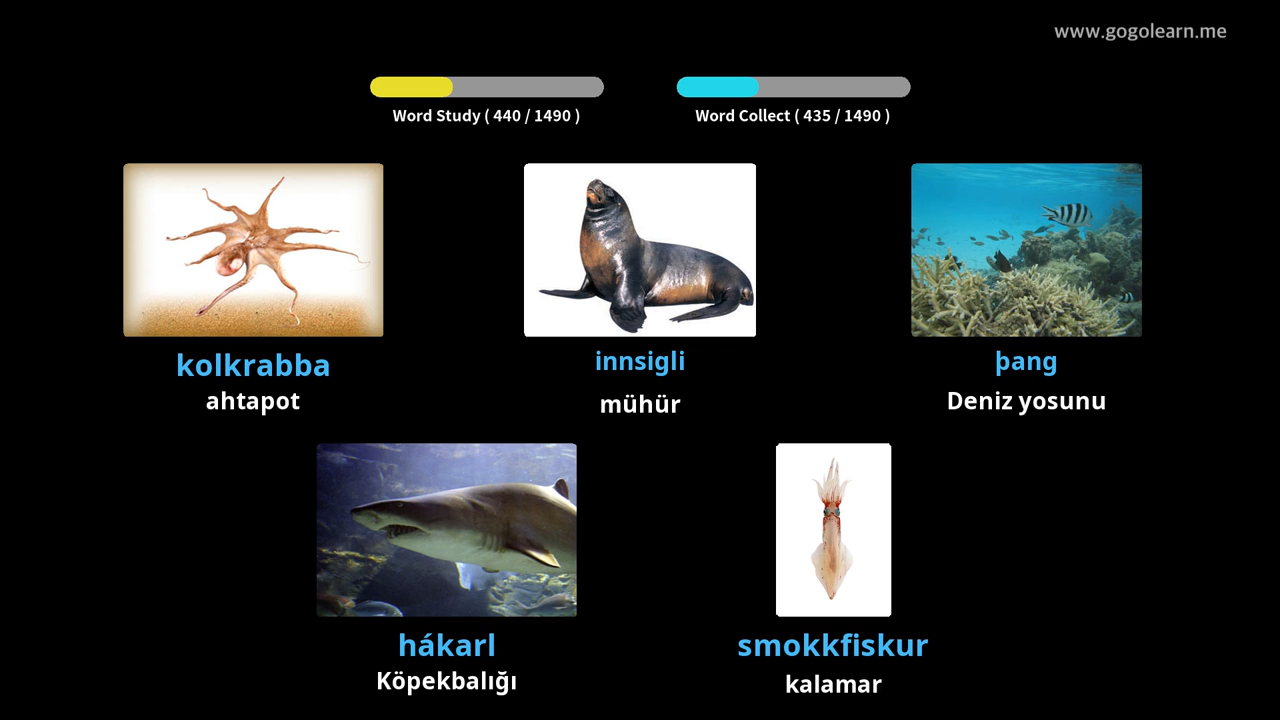 www.gogolearn.me
Word Study ( 440 / 1490 )
Word Collect ( 435 / 1490 )
kolkrabba
ahtapot
innsigli
mühür
þang
Deniz yosunu
hákarl
Köpekbalığı
smokkfiskur
kalamar